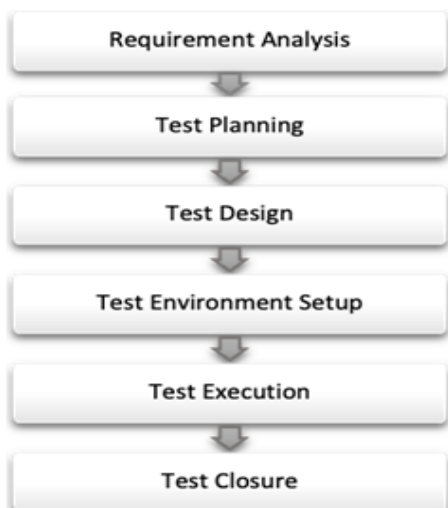 Requirement Analysis
Test Planning
Test Design
Test Environment Setup
Test Execution
Test Closure